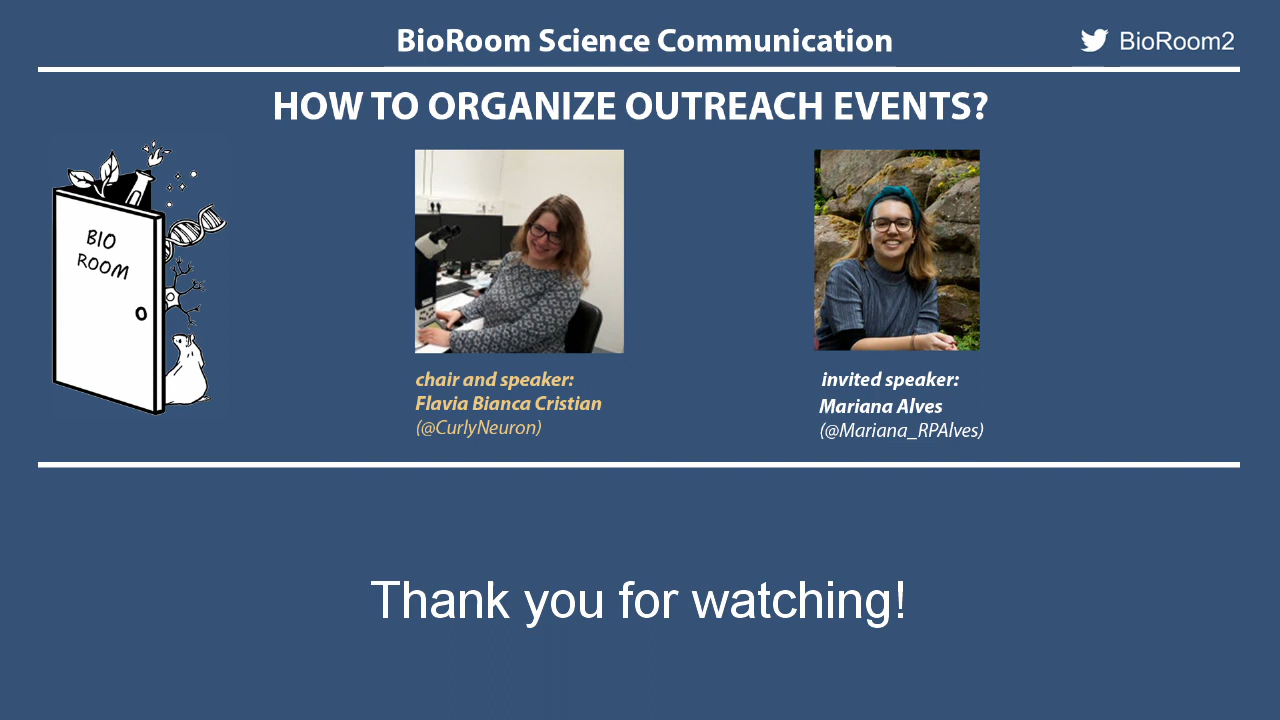 BioRoom Science Communication
BioRoom2
HOW TO ORGANIZE OUTREACH EVENTS?
BIO
ROOM
chair and speaker:
Flavia Bianca Cristian
(@CurlyNeuron)
invited speaker:
Mariana Alves
(@Mariana_RPAlves)
Thank you for watching!